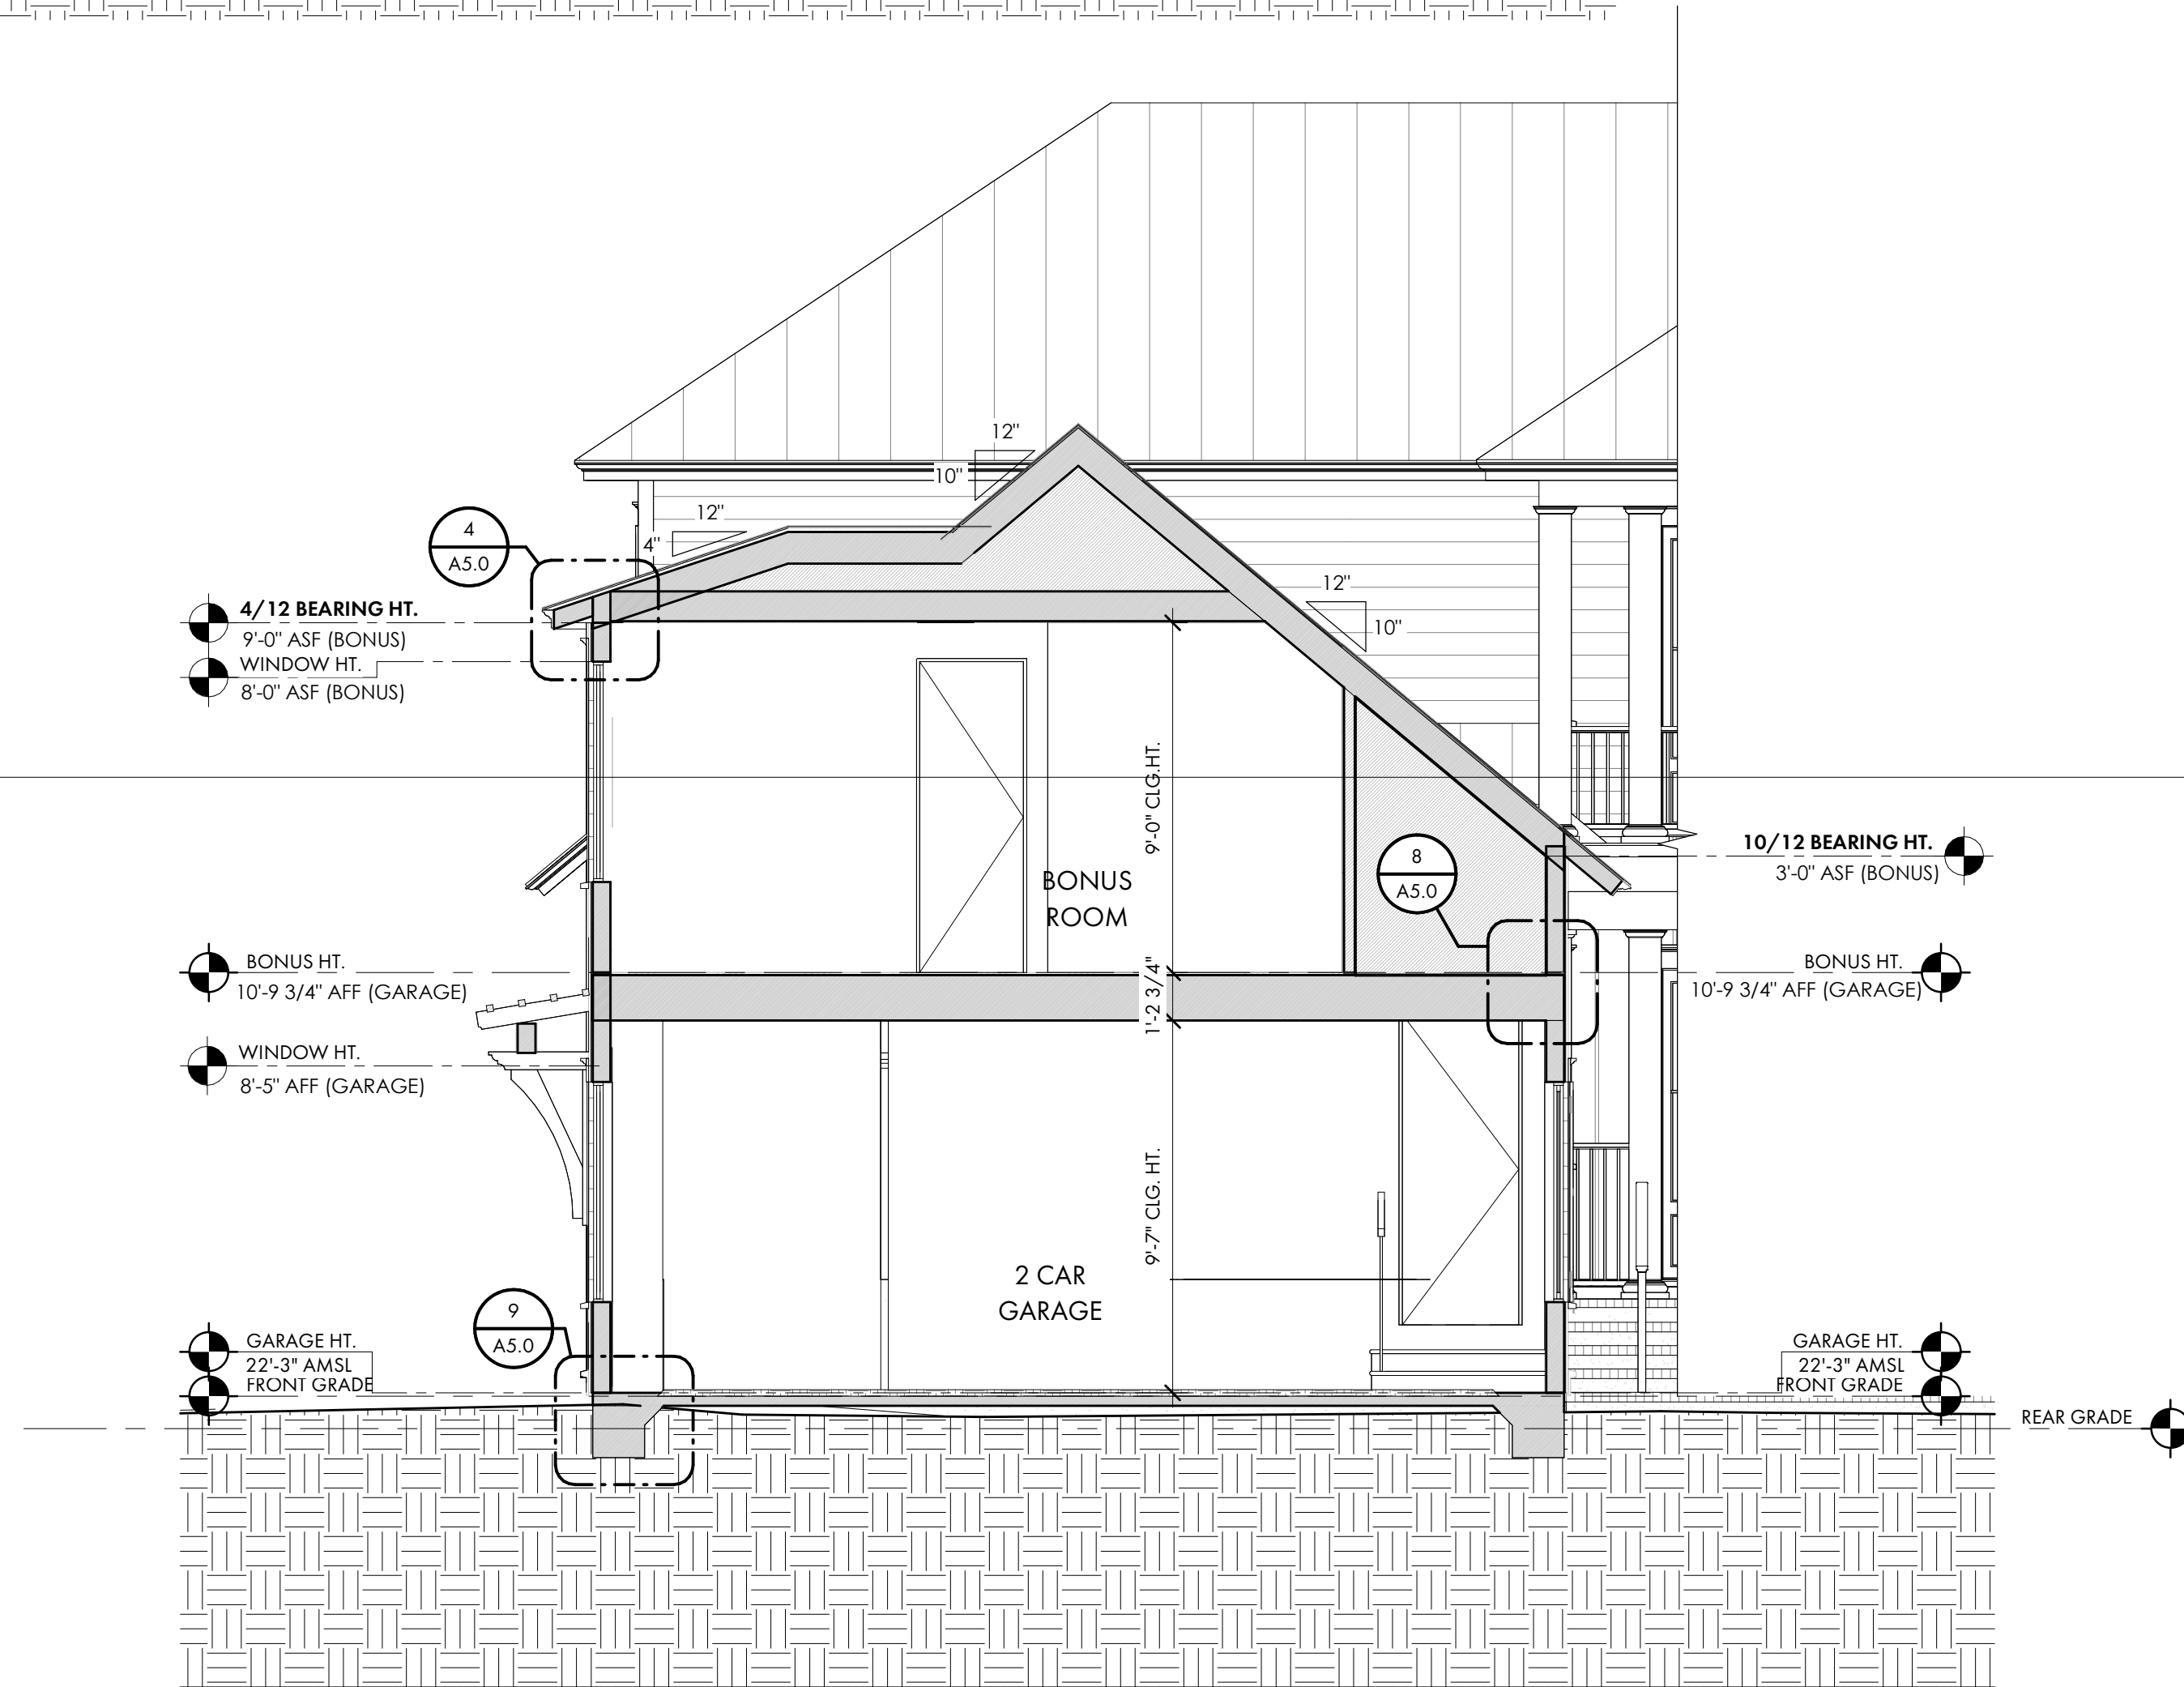 12"
10"
12"
4"
4
A5.0
12"
10"
4/12 BEARING HT.
9'-0" ASF (BONUS)
WINDOW HT.
8'-0" ASF (BONUS)
9'-0" CLG.HT.
BONUS
ROOM
8
A5.0
10/12 BEARING HT.
3'-0" ASF (BONUS)
BONUS HT.
10'-9 3/4" AFF (GARAGE)
1'-2 3/4"
BONUS HT.
10'-9 3/4" AFF (GARAGE)
WINDOW HT.
8'-5" AFF (GARAGE)
9'-7" CLG. HT.
2 CAR
GARAGE
9
A5.0
GARAGE HT.
22'-3" AMSL
FRONT GRADE
GARAGE HT.
22'-3" AMSL
FRONT GRADE
REAR GRADE